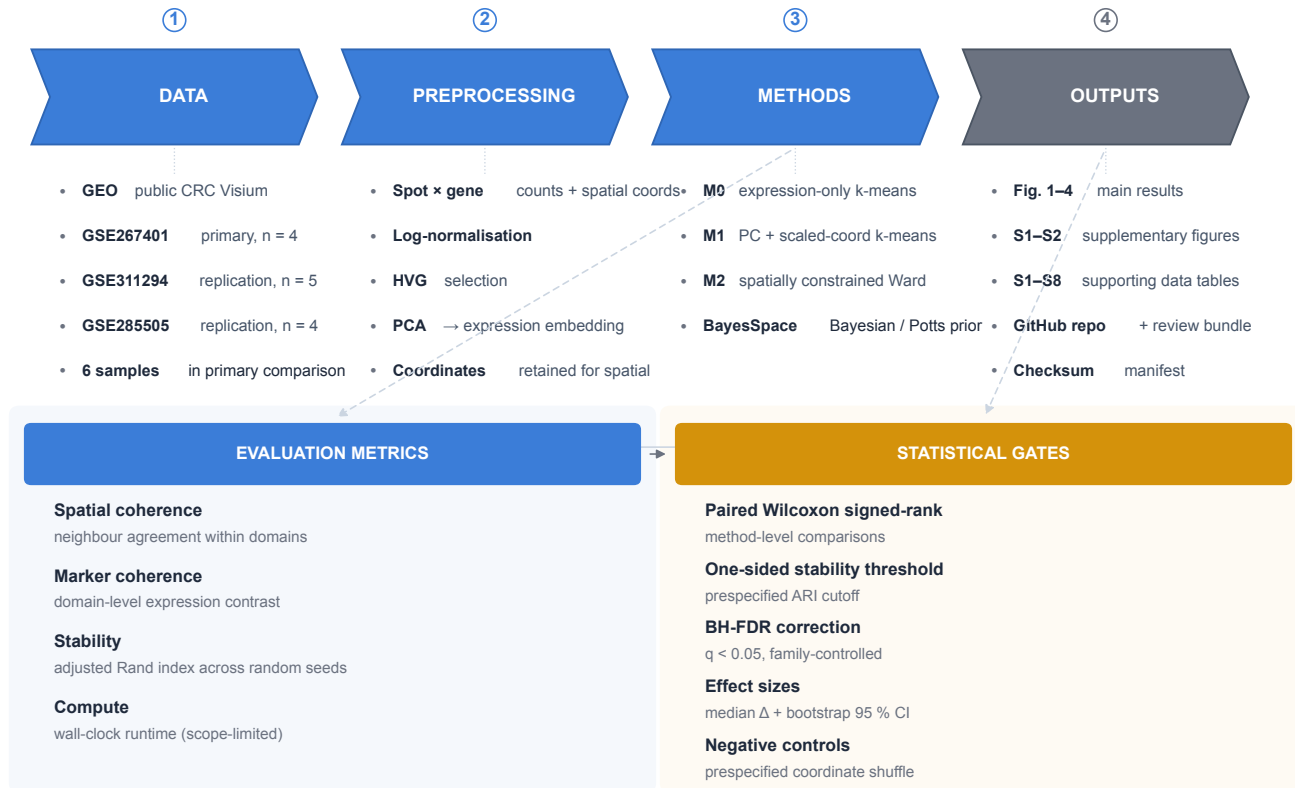 ①
DATA
• GEO public CRC Visium
• GSE267401 primary, n = 4
• GSE311294 replication, n = 5
• GSE285505 replication, n = 4
• 6 samples in primary comparison
②
PREPROCESSING
• Spot × gene counts + spatial coords
• Log-normalisation
• HVG selection
• PCA → expression embedding
• Coordinates retained for spatial
③
METHODS
• M0 expression-only k-means
• M1 PC + scaled-coord k-means
• M2 spatially constrained Ward
• BayesSpace Bayesian / Potts prior
④
OUTPUTS
• Fig. 1–4 main results
• S1–S2 supplementary figures
• S1–S8 supporting data tables
• GitHub repo + review bundle
• Checksum manifest
EVALUATION METRICS
Spatial coherence
neighbour agreement within domains
Marker coherence
domain-level expression contrast
Stability
adjusted Rand index across random seeds
Compute
wall-clock runtime (scope-limited)
STATISTICAL GATES
Paired Wilcoxon signed-rank
method-level comparisons
One-sided stability threshold
prespecified ARI cutoff
BH-FDR correction
q < 0.05, family-controlled
Effect sizes
median Δ + bootstrap 95 % CI
Negative controls
prespecified coordinate shuffle